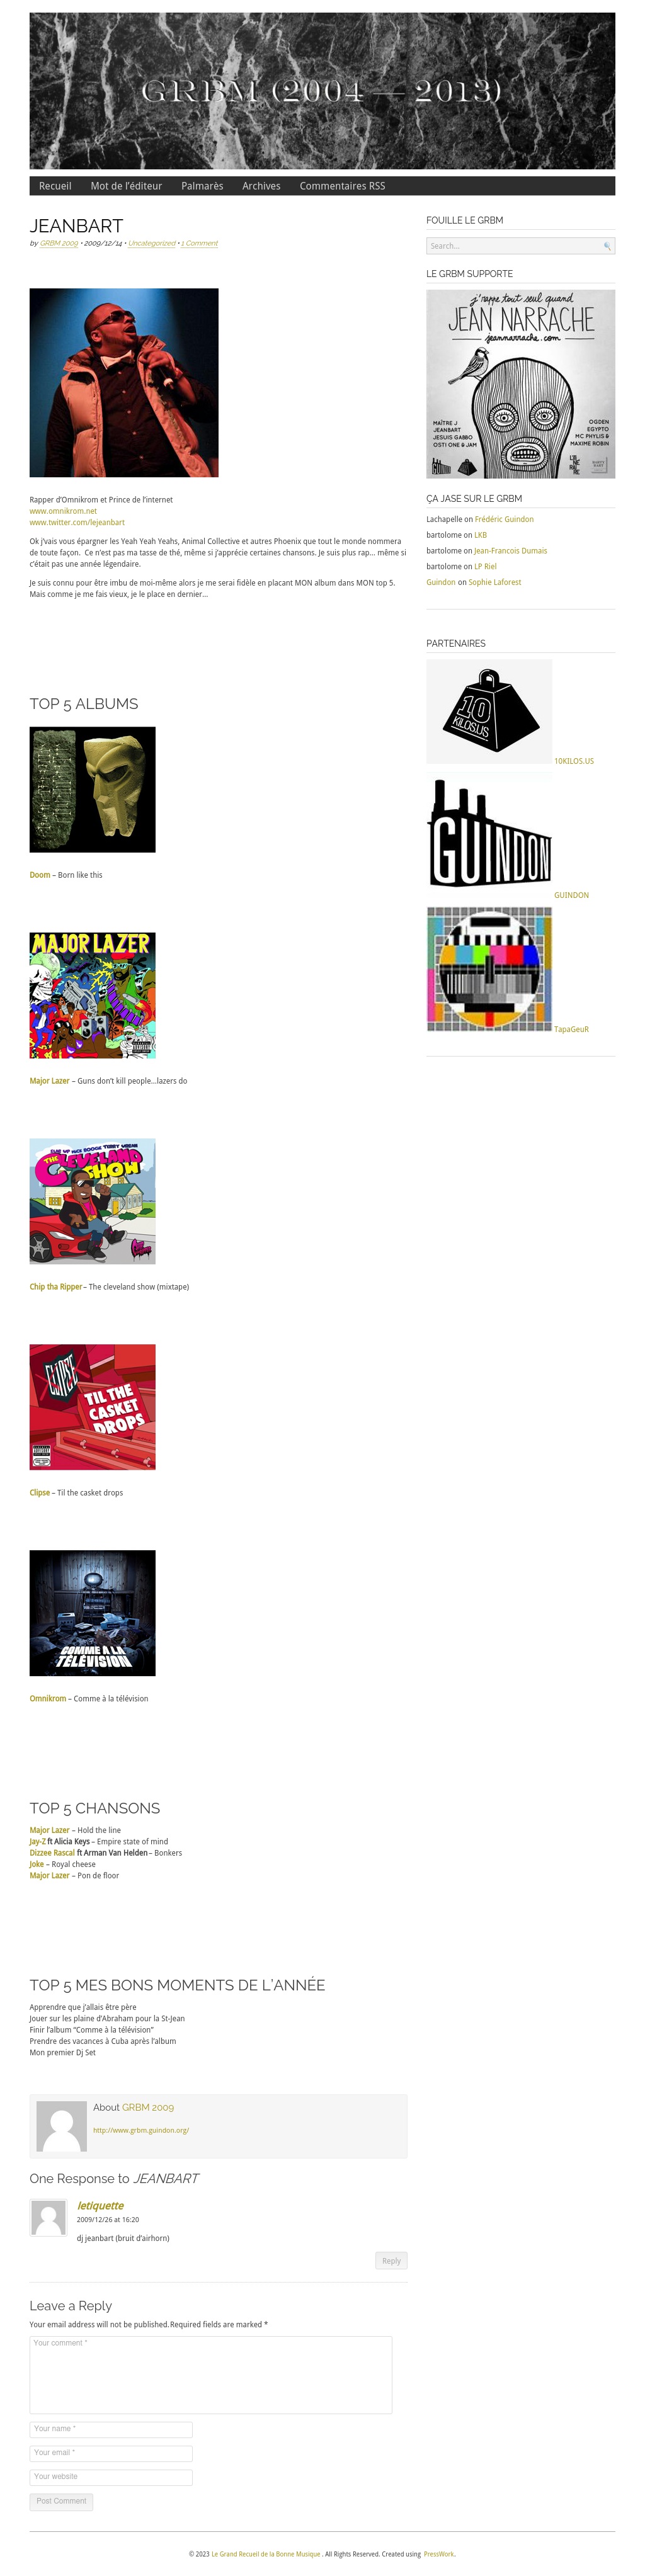 GRBM (2004 — 2013)
Recueil Mot de l'éditeur Palmarès Archives Commentaires RSS
JEANBART
by GRBM 2009 • 2009/12/14 • Uncategorized • 1 Comment
Rapper d'Omnikrom et Prince de l'internet
www.omnikrom.net
www.twitter.com/lejeanbart
Ok j'vais vous épargner les Yeah Yeah Yeahs, Animal Collective et autres Phoenix que tout le monde nommera
de toute façon. Ce n'est pas ma tasse de thé, même si j'apprécie certaines chansons. Je suis plus rap... même si
c'était pas une année légendaire.
Je suis connu pour être imbu de moi-même alors je me serai fidèle en placant MON album dans MON top 5.
Mais comme je me fais vieux, je le place en dernier...
TOP 5 ALBUMS
Doom – Born like this
MAJOR LAZER
Major Lazer – Guns don't kill people...lazers do
THE
CLEVELAND
SHOW
Chip tha Ripper– The cleveland show (mixtape)
CLIPSE
TIL THE
CASKET
DROPS
Clipse – Til the casket drops
COMME À LA
TÉLÉVISION
Omnikrom – Comme à la télévision
TOP 5 CHANSONS
Major Lazer – Hold the line
Jay-Z ft Alicia Keys – Empire state of mind
Dizzee Rascal ft Arman Van Helden – Bonkers
Joke – Royal cheese
Major Lazer – Pon de floor
TOP 5 MES BONS MOMENTS DE L'ANNÉE
Apprendre que j'allais être père
Jouer sur les plaine d'Abraham pour la St-Jean
Finir l'album "Comme à la télévision"
Prendre des vacances à Cuba après l'album
Mon premier Dj Set
About GRBM 2009
http://www.grbm.guindon.org/
One Response to JEANBART
letiquette
2009/12/26 at 16:20
dj jeanbart (bruit d'airhorn)
Reply
Leave a Reply
Your email address will not be published. Required fields are marked *
Your comment *
Your name *
Your email *
Your website
Post Comment
FOUILLE LE GRBM
Search...
LE GRBM SUPPORTE
j'rappe tout seul quand
JEAN NARRACHE
jeannarrache.com
MAÎTRE J
JEANBART
JESUIS GABBO
OSTI ONE & JAM
OGDEN
EGYPTO
MC PHYLIS &
MAXIME ROBIN
ÇA JASE SUR LE GRBM
Lachapelle on Frédéric Guindon
bartolome on LKB
bartolome on Jean-Francois Dumais
bartolome on LP Riel
Guindon on Sophie Laforest
PARTENAIRES
10
KILOS.US
10KILOS.US
GUINDON
GUINDON
TapaGeuR
© 2023 Le Grand Recueil de la Bonne Musique . All Rights Reserved. Created using PressWork.